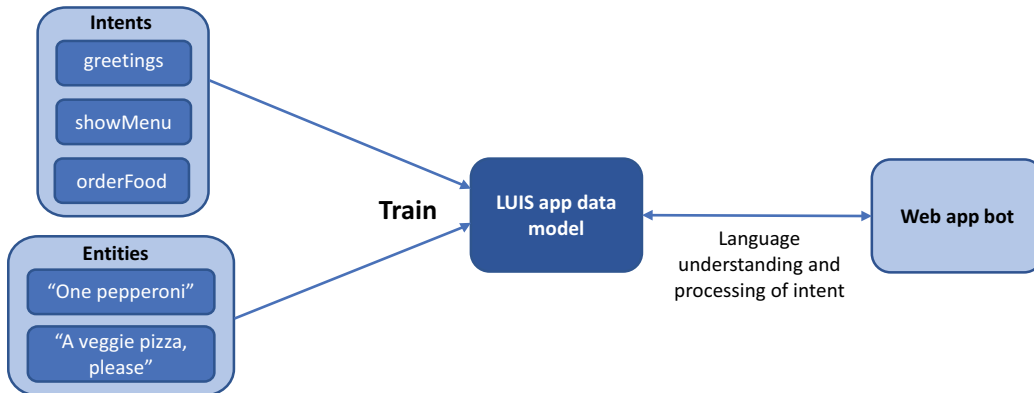 Intents
greetings
showMenu
orderFood
Train
LUIS app data
model
Web app bot
Language
understanding and
processing of intent
Entities
“One pepperoni”
“A veggie pizza,
please”